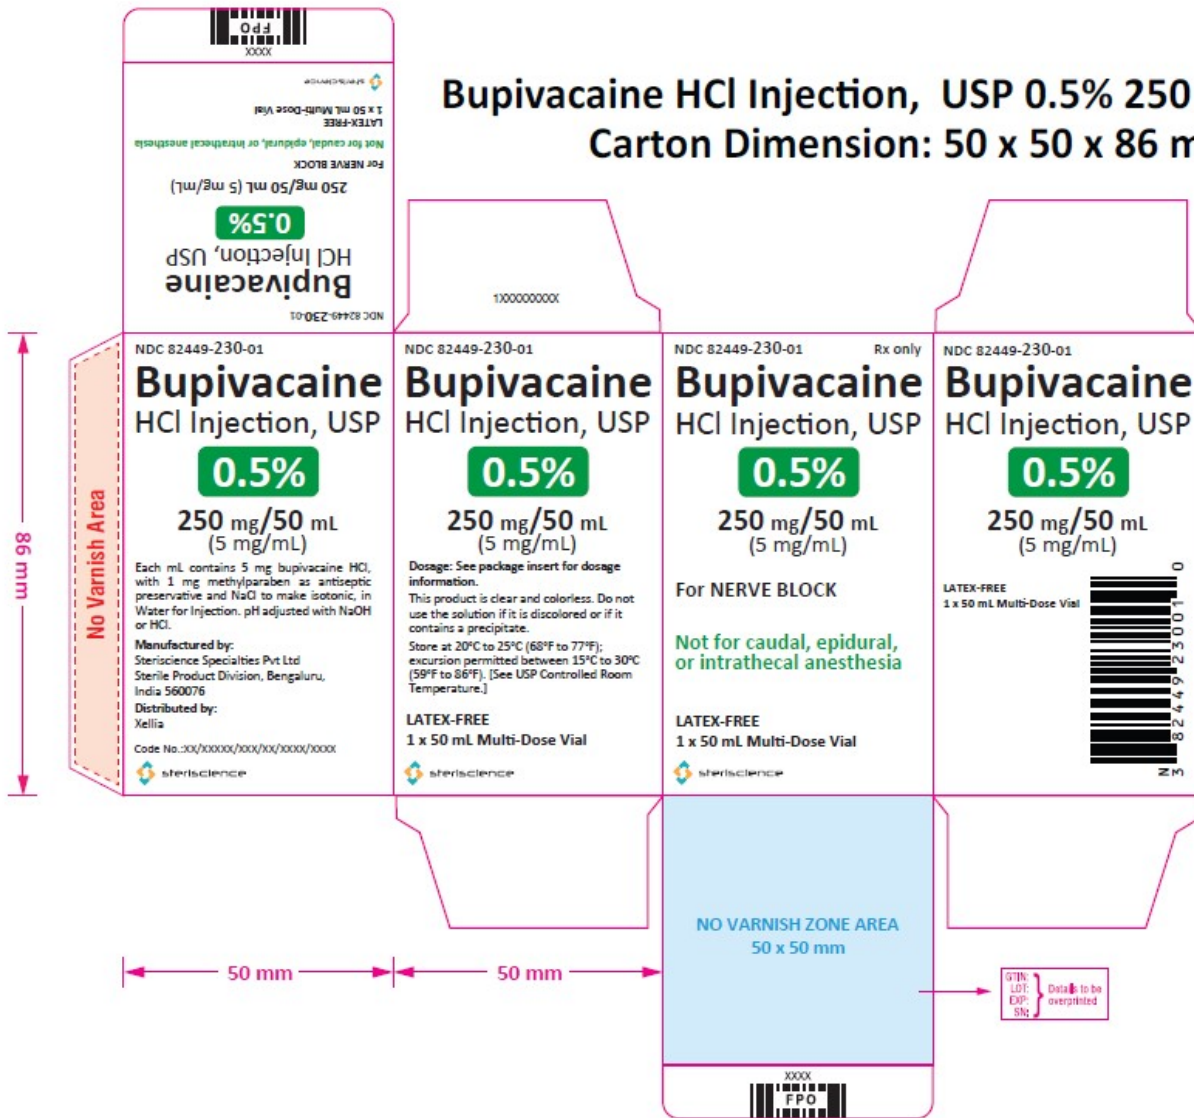 Bupivacaine HCl Injection, USP 0.5% 250
Carton Dimension: 50 x 50 x 86 m
XXXX
FPO
steriscience
1 x 50 mL Multi-Dose Vial
LATEX-FREE
Not for caudal, epidural, or intrathecal anesthesia
For NERVE BLOCK
250 mg/50 mL (5 mg/mL)
0.5%
HCl Injection, USP
Bupivacaine
NDC 82449-230-01
1XXXXXXXXX
86 mm
No Varnish Area
NDC 82449-230-01
Bupivacaine
HCl Injection, USP
0.5%
250 mg/50 mL
(5 mg/mL)
Each mL contains 5 mg bupivacaine HCl,
with 1 mg methylparaben as antiseptic
preservative and NaCl to make isotonic, in
Water for Injection. pH adjusted with NaOH
or HCl.
Manufactured by:
Steriscience Specialties Pvt Ltd
Sterile Product Division, Bengaluru,
India 560076
Distributed by:
Xellia
Code No.:XX/XXXXX/XXX/XX/XXXX/XXXX
steriscience
NDC 82449-230-01
Bupivacaine
HCl Injection, USP
0.5%
250 mg/50 mL
(5 mg/mL)
Dosage: See package insert for dosage
information.
This product is clear and colorless. Do not
use the solution if it is discolored or if it
contains a precipitate.
Store at 20°C to 25°C (68°F to 77°F);
excursion permitted between 15°C to 30°C
(59°F to 86°F). [See USP Controlled Room
Temperature.]
LATEX-FREE
1 x 50 mL Multi-Dose Vial
steriscience
NDC 82449-230-01 Rx only
Bupivacaine
HCl Injection, USP
0.5%
250 mg/50 mL
(5 mg/mL)
For NERVE BLOCK
Not for caudal, epidural,
or intrathecal anesthesia
LATEX-FREE
1 x 50 mL Multi-Dose Vial
steriscience
NDC 82449-230-01
Bupivacaine
HCl Injection, USP
0.5%
250 mg/50 mL
(5 mg/mL)
LATEX-FREE
1 x 50 mL Multi-Dose Vial
N
3 82449 23001 0
NO VARNISH ZONE AREA
50 x 50 mm
50 mm
50 mm
GTIN:
LOT:
EXP:
SN:
Details to be
overprinted
XXXX
FPO